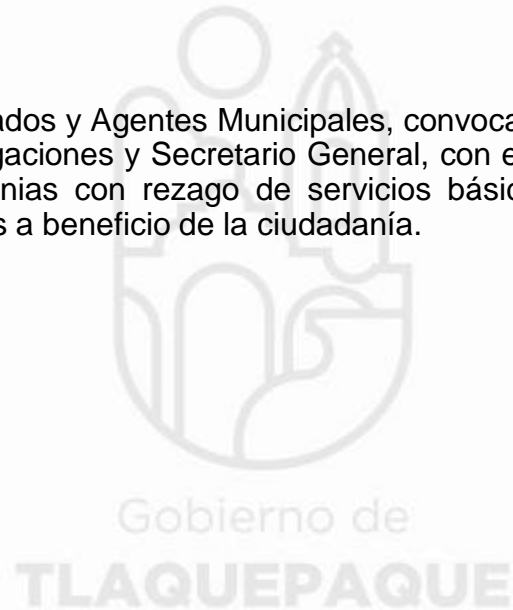 ados y Agentes Municipales, convoca
gaciones y Secretario General, con e
nias con rezago de servicios básic
s a beneficio de la ciudadanía.
Gobierno de
TLAQUEPAQUE